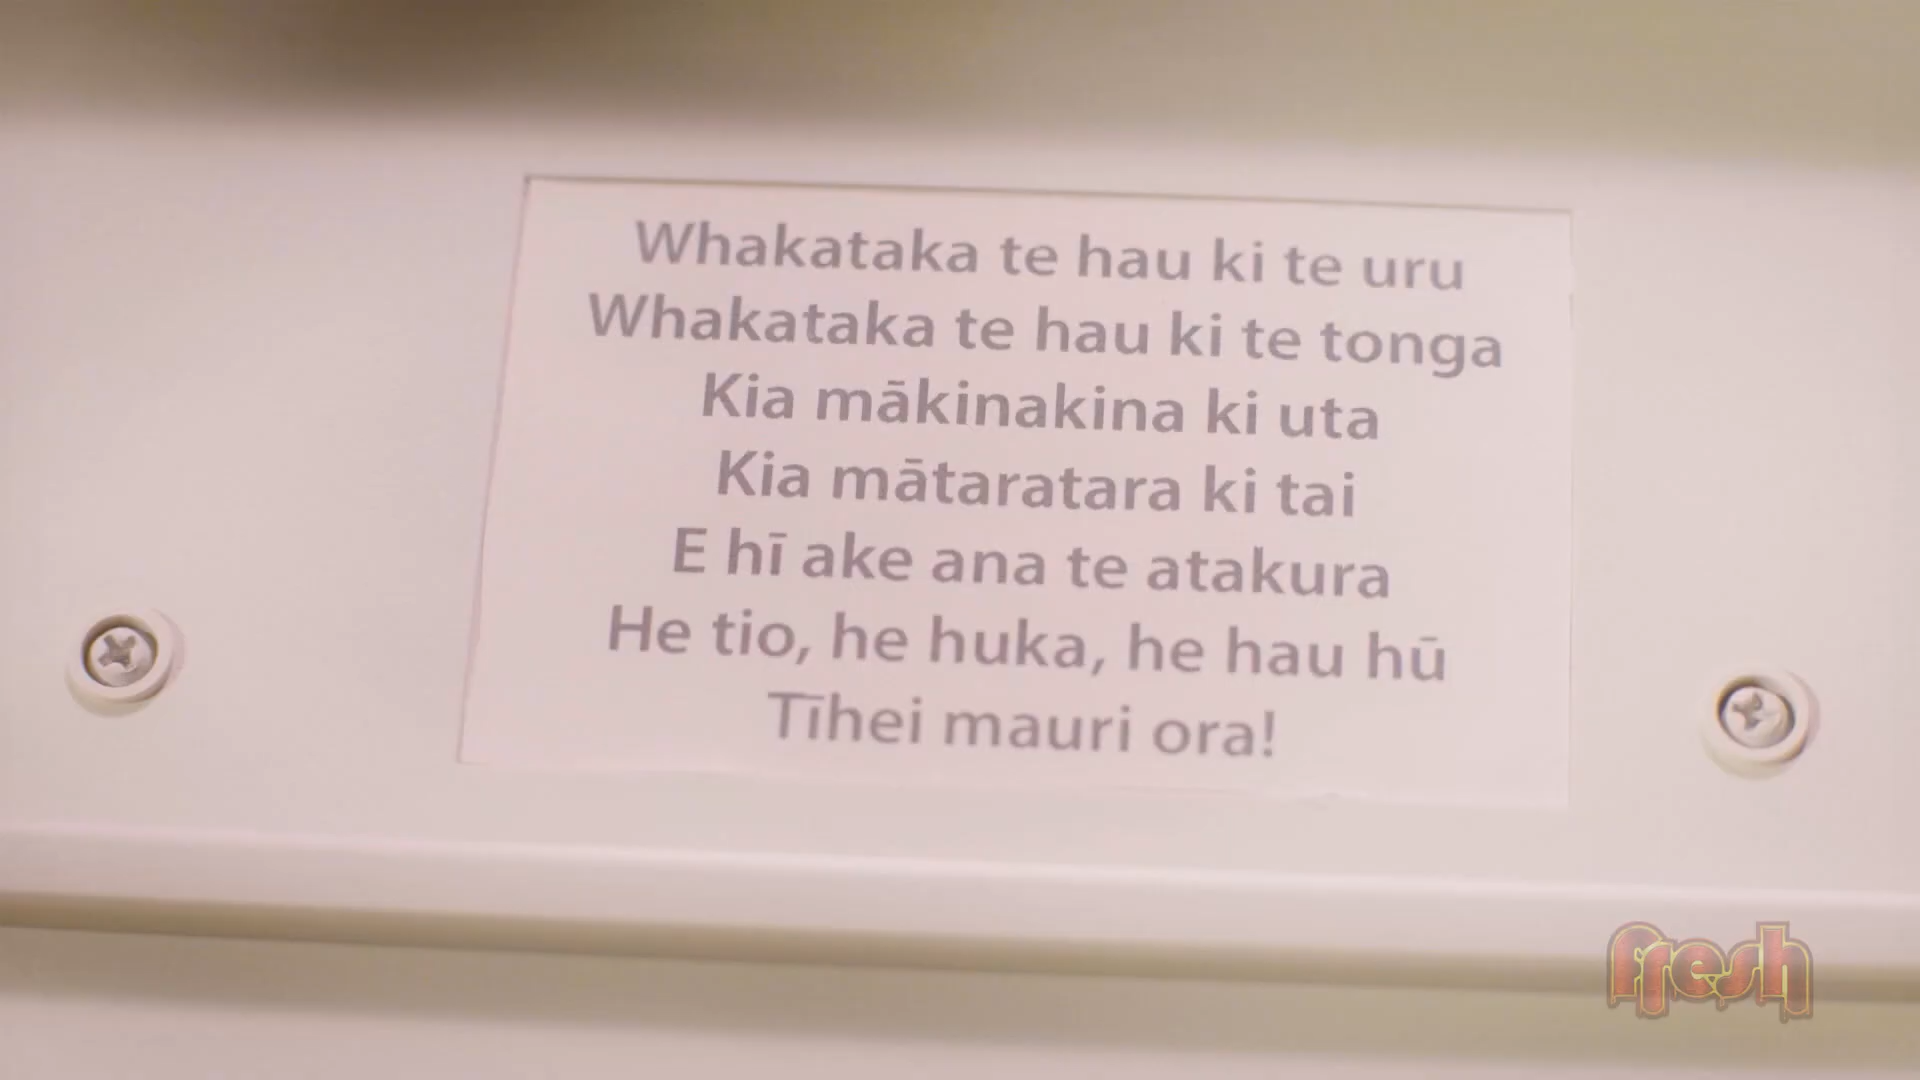 Whakataka te hau ki te uru
Whakataka te hau ki te tonga
Kia mākinakina ki uta
Kia mātaratara ki tai
E hī ake ana te atakura
He tio, he huka, he hau hū
Tīhei mauri ora!
fresh